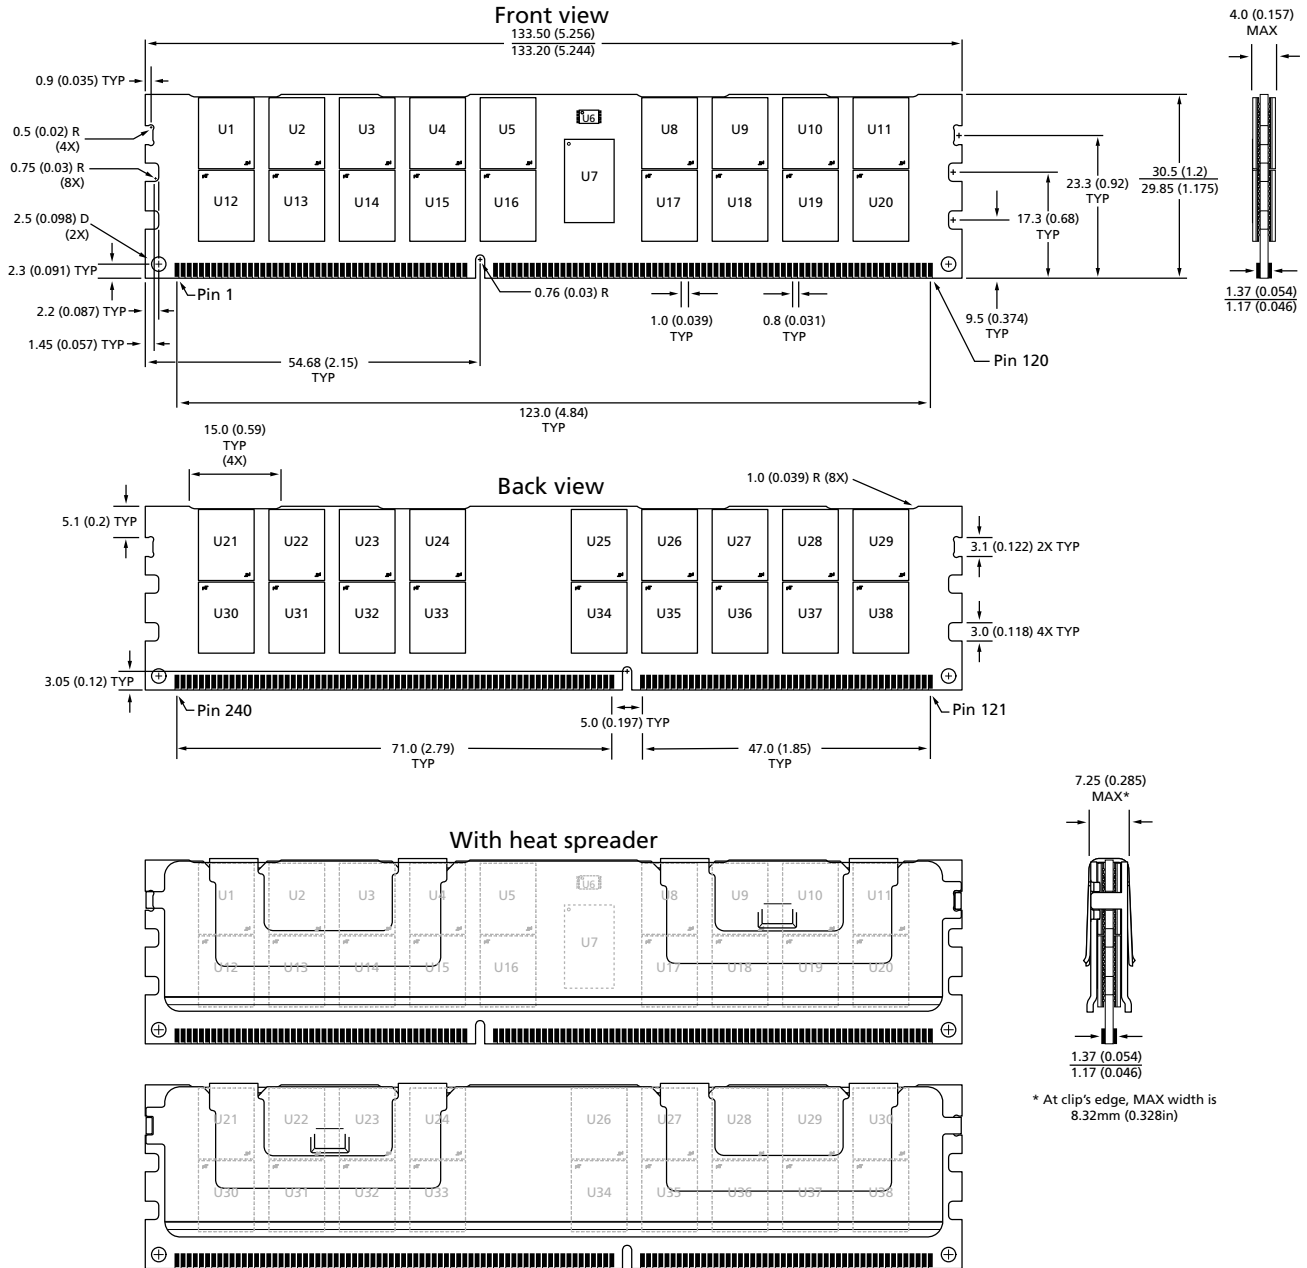 Front view
133.50 (5.256)
133.20 (5.244)
4.0 (0.157)
MAX
0.9 (0.035) TYP
0.5 (0.02) R
(4X)
0.75 (0.03) R
(8X)
2.5 (0.098) D
(2X)
2.3 (0.091) TYP
2.2 (0.087) TYP
1.45 (0.057) TYP
U1 U2 U3 U4 U5 U6 U8 U9 U10 U11
U7
U12 U13 U14 U15 U16 U17 U18 U19 U20
23.3 (0.92)
TYP
30.5 (1.2)
29.85 (1.175)
17.3 (0.68)
TYP
1.37 (0.054)
1.17 (0.046)
Pin 1
0.76 (0.03) R
1.0 (0.039)
TYP
0.8 (0.031)
TYP
9.5 (0.374)
TYP
Pin 120
54.68 (2.15)
TYP
123.0 (4.84)
TYP
15.0 (0.59)
TYP
(4X)
Back view
1.0 (0.039) R (8X)
5.1 (0.2) TYP
U21 U22 U23 U24 U25 U26 U27 U28 U29
3.1 (0.122) 2X TYP
U30 U31 U32 U33 U34 U35 U36 U37 U38
3.0 (0.118) 4X TYP
3.05 (0.12) TYP
Pin 240
5.0 (0.197) TYP
Pin 121
71.0 (2.79)
TYP
47.0 (1.85)
TYP
7.25 (0.285)
MAX*
With heat spreader
U1 U2 U3 U4 U5 U6 U8 U9 U10 U11
U7
U12 U13 U14 U15 U16 U17 U18 U19 U20
1.37 (0.054)
1.17 (0.046)
* At clip's edge, MAX width is
8.32mm (0.328in)
U21 U22 U23 U24 U26 U27 U28 U29 U30
U30 U31 U32 U33 U34 U35 U36 U37 U38